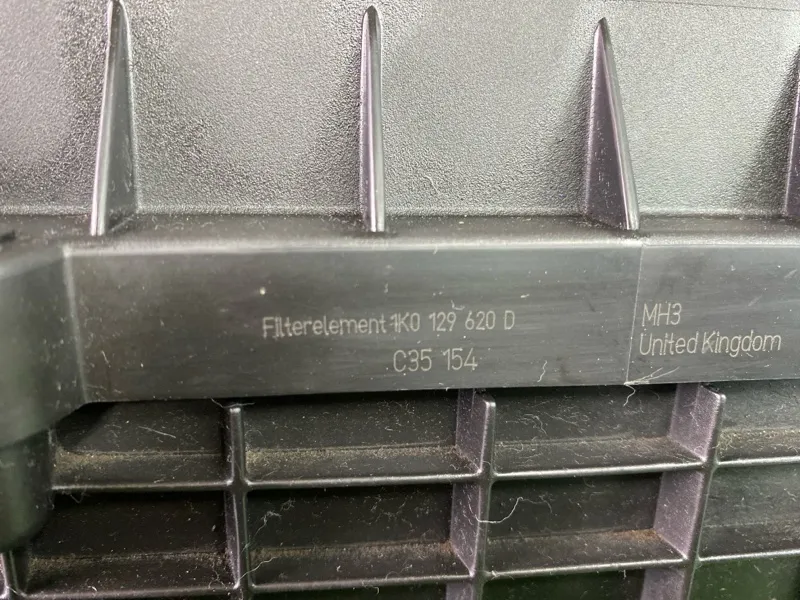 Filterelement 1K0 129 620 D
C35 154
MH3
United Kingdom